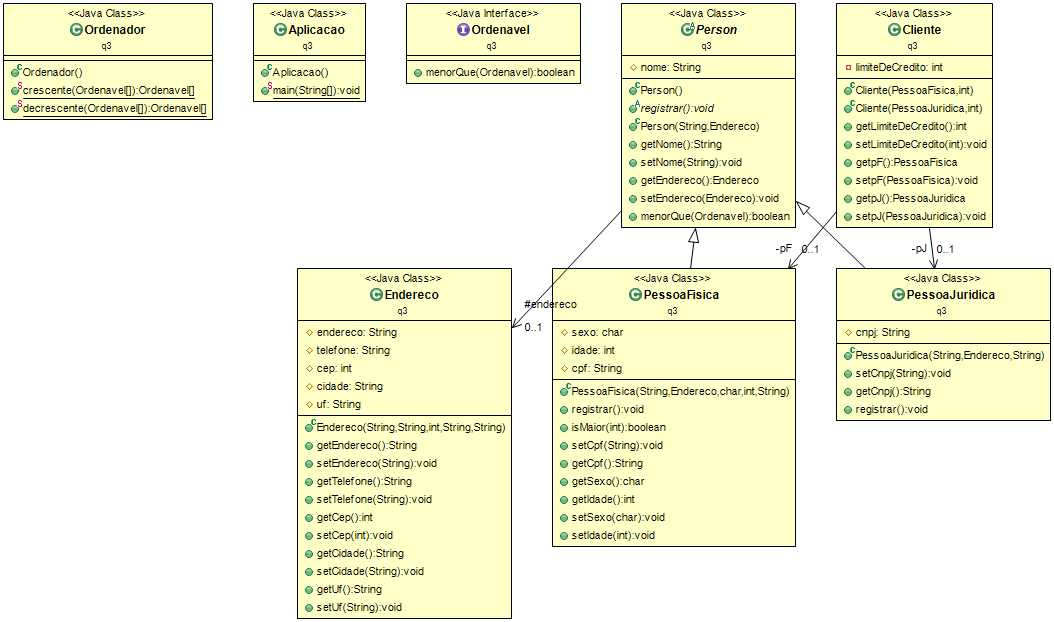 <<Java Class>>
Ordenador
q3
Ordenador()
crescente(Ordenavel[]):Ordenavel[]
decrescente(Ordenavel[]):Ordenavel[]
<<Java Class>>
Aplicacao
q3
Aplicacao()
main(String[]):void
<<Java Interface>>
Ordenavel
q3
menorQue(Ordenavel):boolean
<<Java Class>>
Person
q3
nome: String
Person()
registrar():void
Person(String,Endereco)
getNome():String
setNome(String):void
getEndereco():Endereco
setEndereco(Endereco):void
menorQue(Ordenavel):boolean
<<Java Class>>
Cliente
q3
limiteDeCredito: int
Cliente(PessoaFisica,int)
Cliente(PessoaJuridica,int)
getLimiteDeCredito():int
setLimiteDeCredito(int):void
getpF():PessoaFisica
setpF(PessoaFisica):void
getpJ():PessoaJuridica
setpJ(PessoaJuridica):void
-pF 0..1
-pJ 0..1
#endereco
0..1
<<Java Class>>
Endereco
q3
endereco: String
telefone: String
cep: int
cidade: String
uf: String
Endereco(String,String,int,String,String)
getEndereco():String
setEndereco(String):void
getTelefone():String
setTelefone(String):void
getCep():int
setCep(int):void
getCidade():String
setCidade(String):void
getUf():String
setUf(String):void
<<Java Class>>
PessoaFisica
q3
sexo: char
idade: int
cpf: String
PessoaFisica(String,Endereco,char,int,String)
registrar():void
isMaior(int):boolean
setCpf(String):void
getCpf():String
getSexo():char
getIdade():int
setSexo(char):void
setIdade(int):void
<<Java Class>>
PessoaJuridica
q3
cnpj: String
PessoaJuridica(String,Endereco,String)
setCnpj(String):void
getCnpj():String
registrar():void